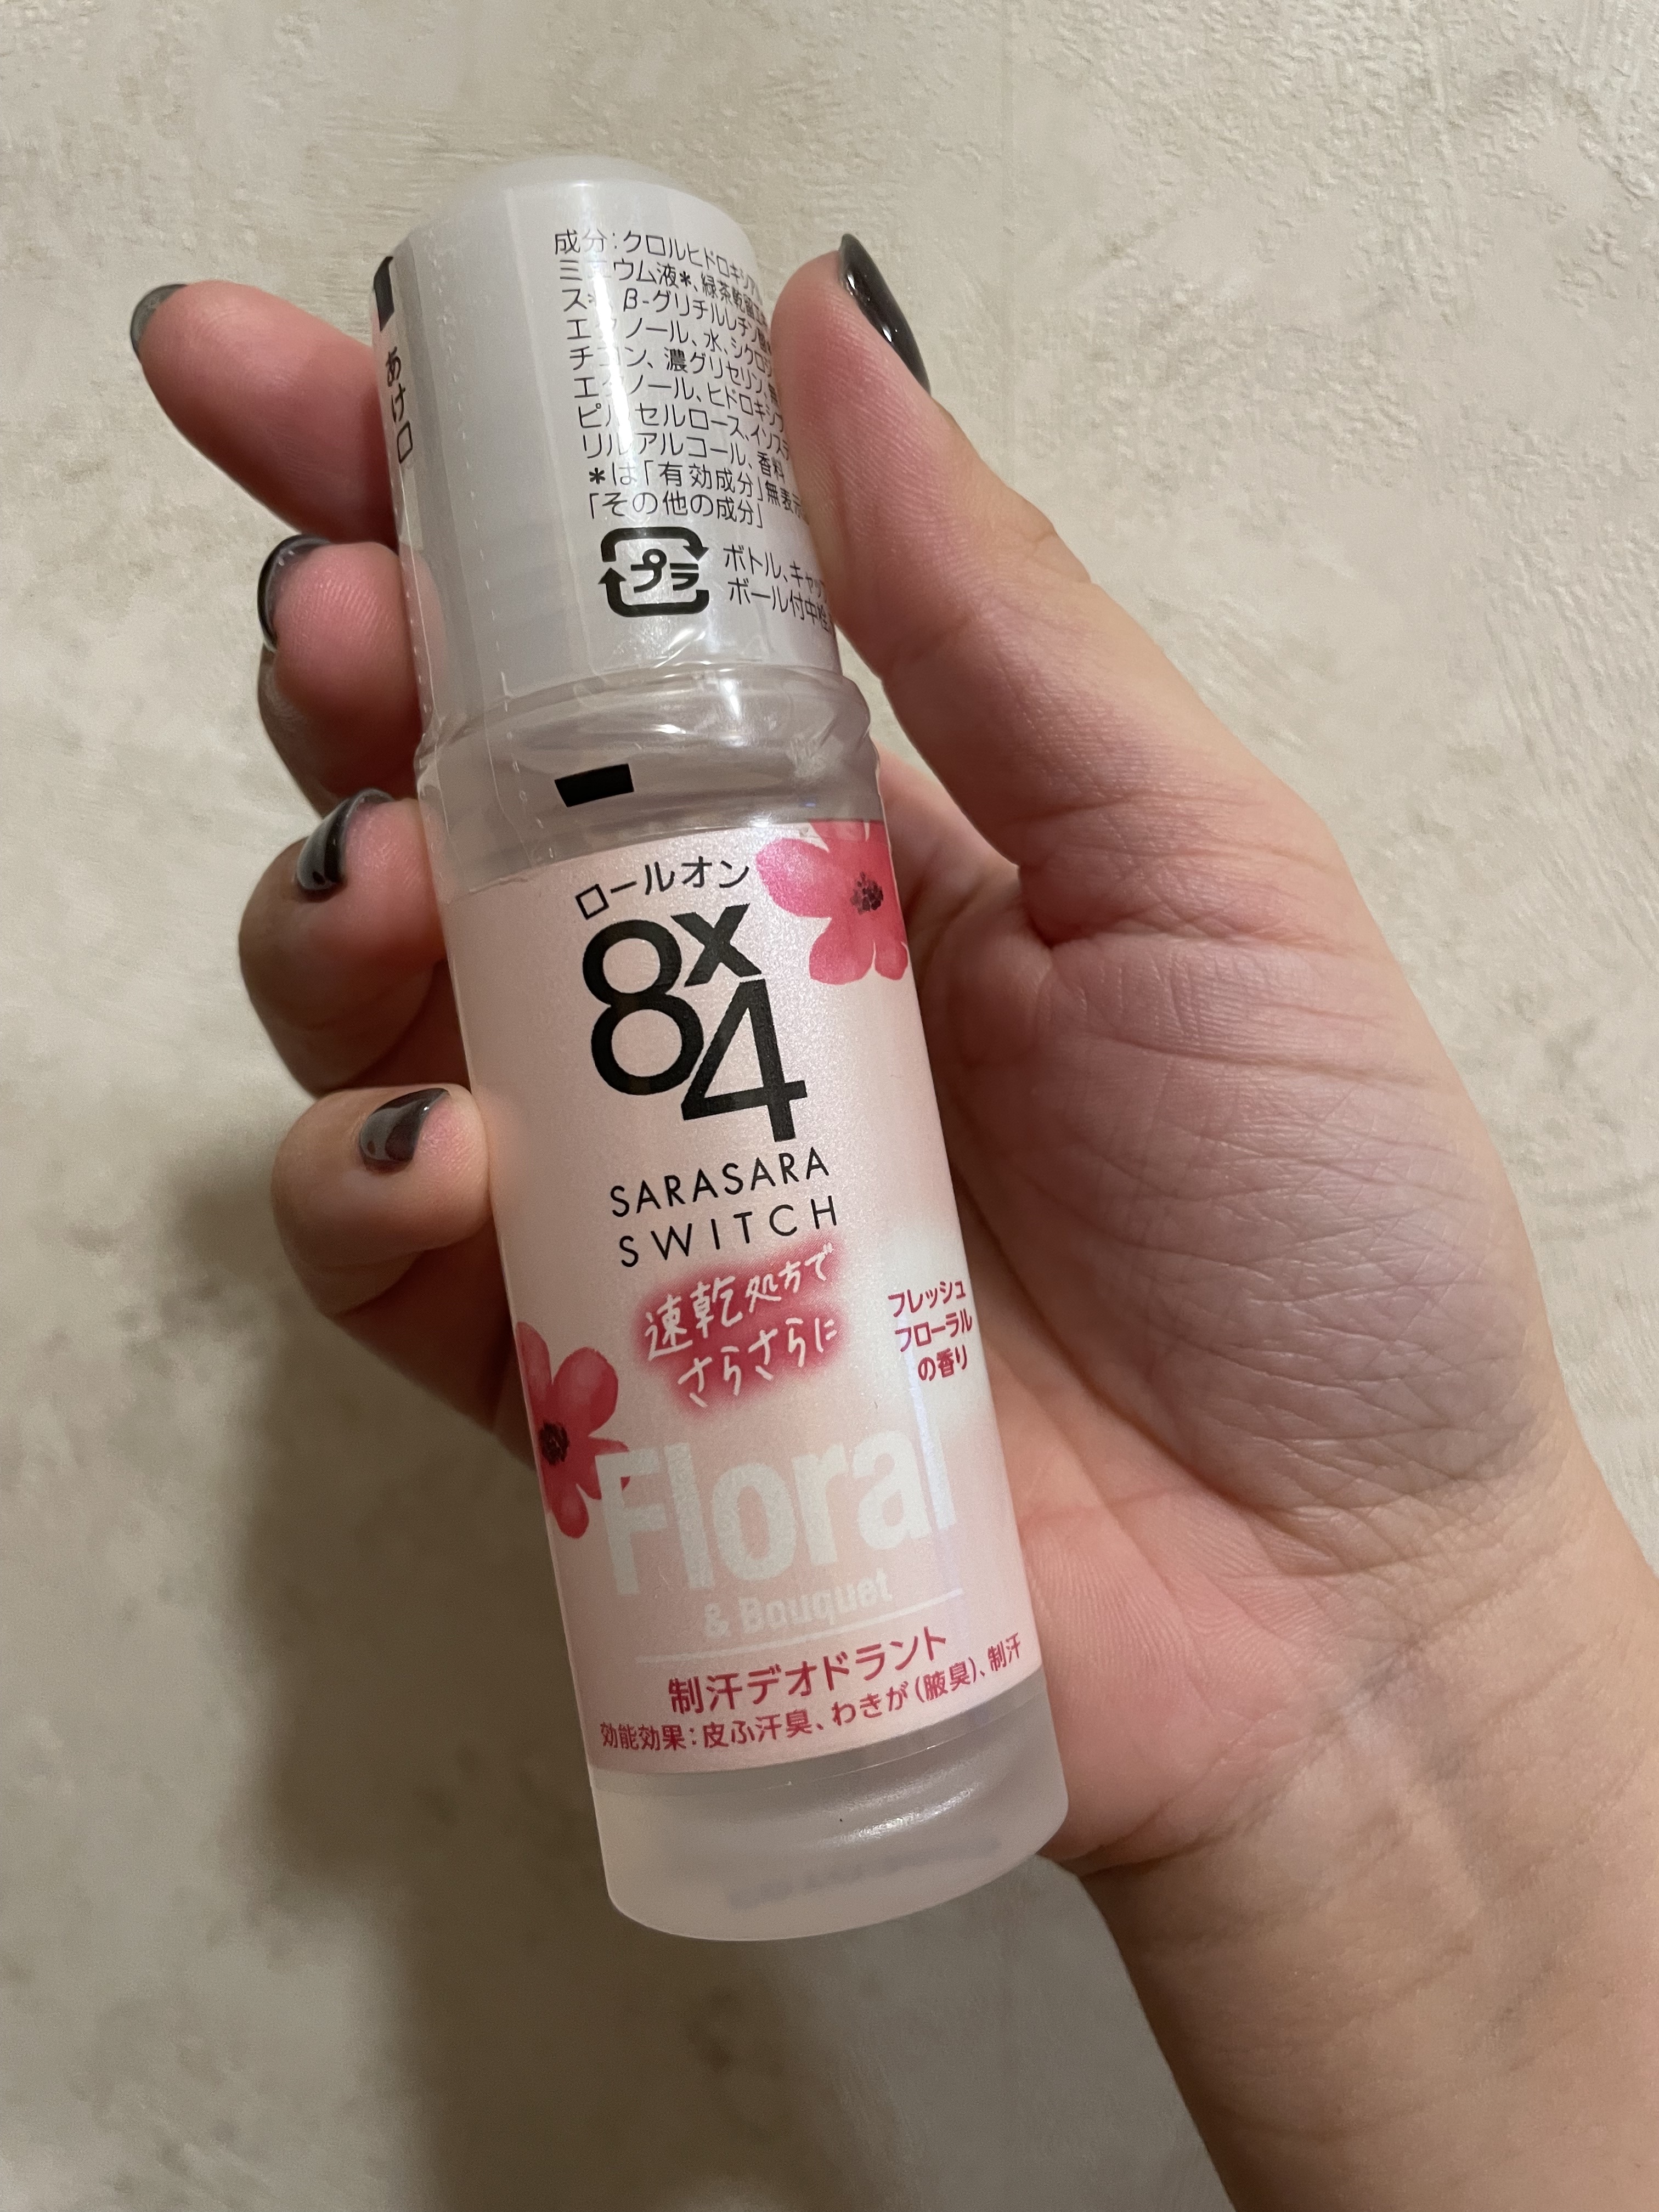 成分:クロルヒドロキシアル
ミニウム液*、緑茶乾留エキ
ス*、β-グリチルレチン酸*
エタノール、水、シクロ
チコン、濃グリセリン、無
エタノール、ヒドロキシプ
ピルセルロース、イソステ
リルアルコール、香料
*は「有効成分」無表示は
「その他の成分」
プラ
ボトル、キャップ
ボール付中栓
あけ口
ロールオン
8x4
SARASARA
SWITCH
速乾処方で
さらさらに
フレッシュ
フローラル
の香り
Floral
& Bouquet
制汗デオドラント
効能効果:皮ふ汗臭、わきが(腋臭)、制汗